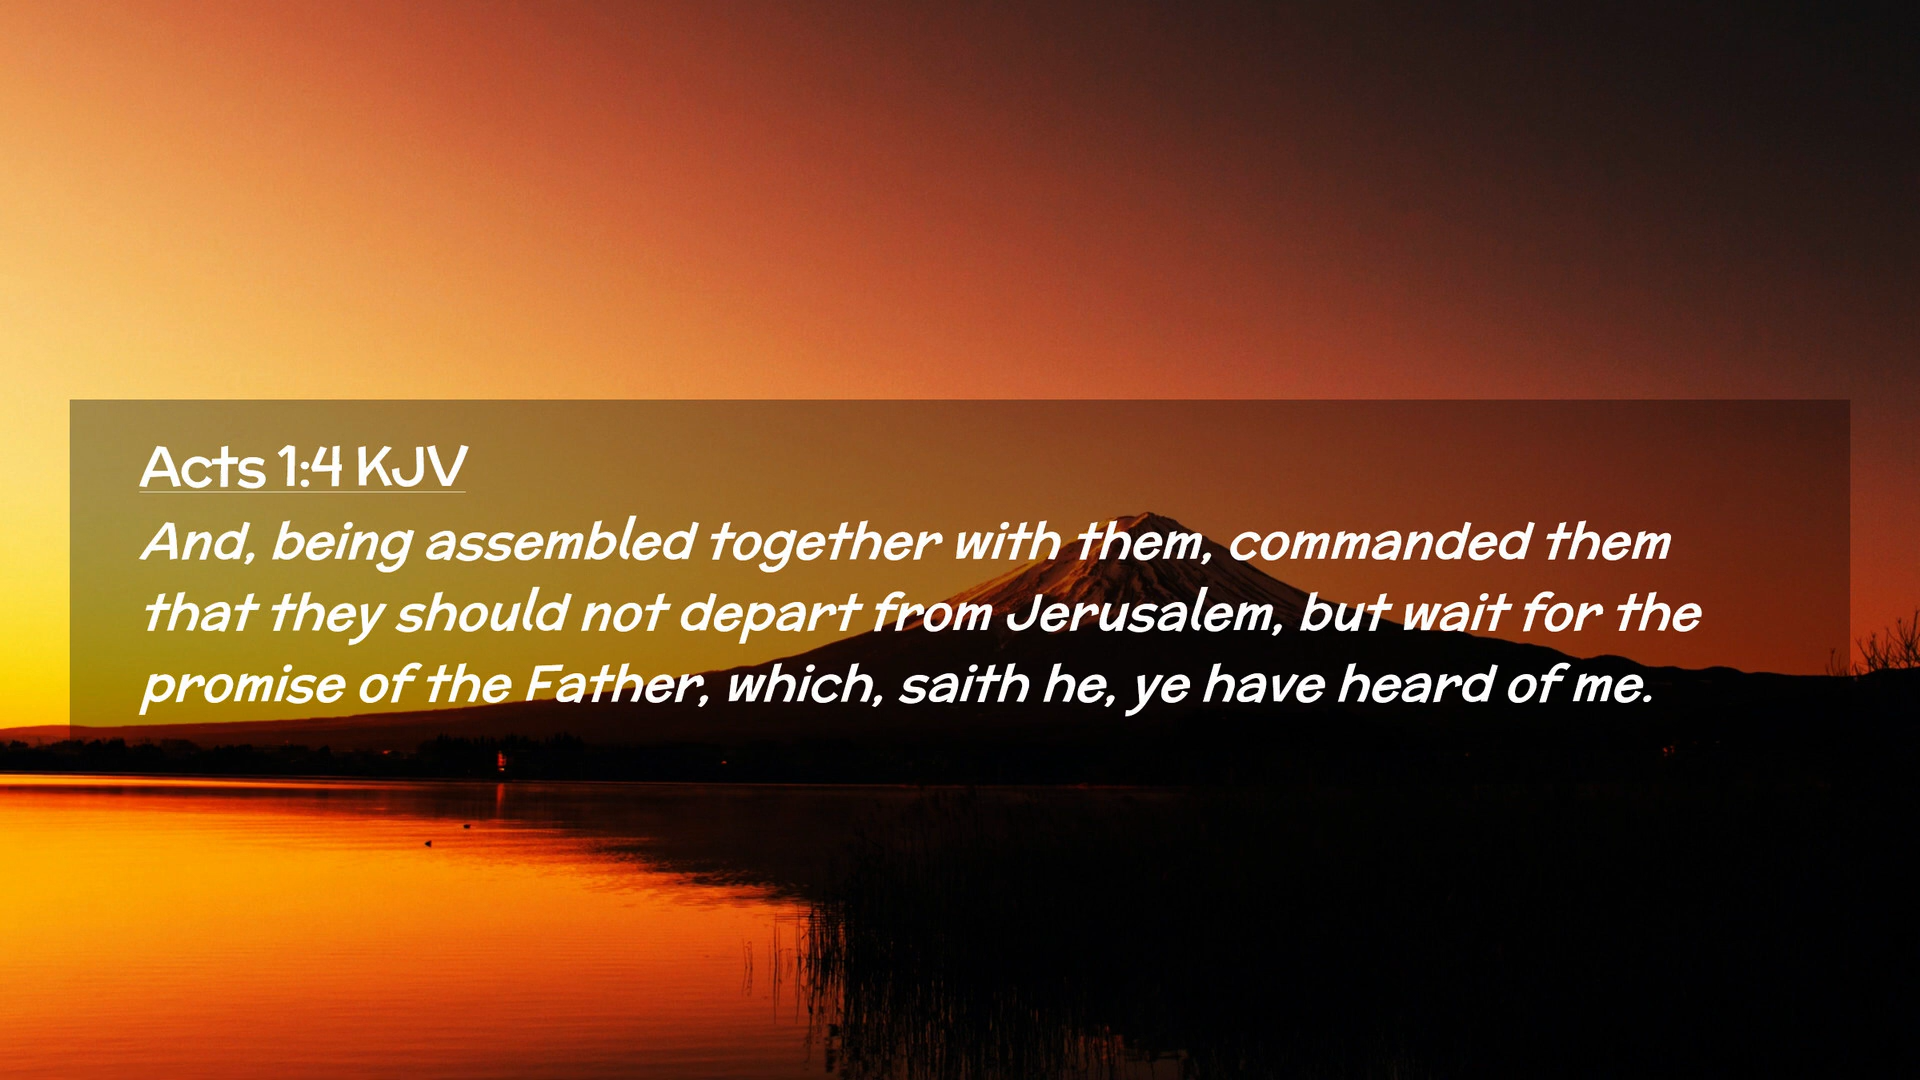 Acts 1:4 KJV
And, being assembled together with them, commanded them
that they should not depart from Jerusalem, but wait for the
promise of the Father, which, saith he, ye have heard of me.